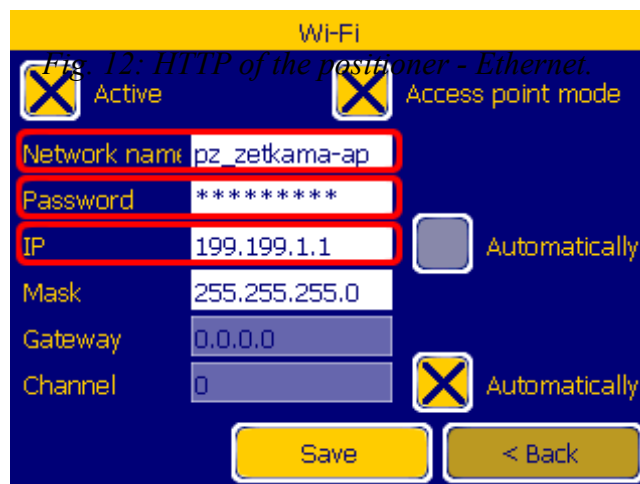 Wi-Fi
Fig. 12: HTTP of the positioner - Ethernet.
Active
Access point mode
Network name pz_zetkama-ap
Password *********
IP 199.199.1.1
Automatically
Mask 255.255.255.0
Gateway 0.0.0.0
Channel 0
Automatically
Save
< Back